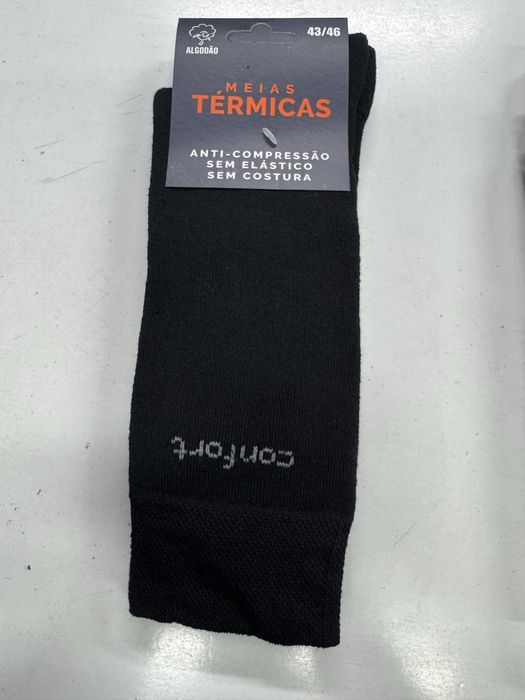 43/46
ALGODÃO
MEIAS
TÉRMICAS
ANTI-COMPRESSÃO
SEM ELÁSTICO
SEM COSTURA
confort